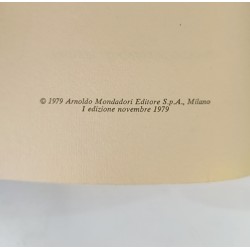 © 1979 Arnoldo Mondadori Editore S.p.A., Milano
I edizione novembre 1979